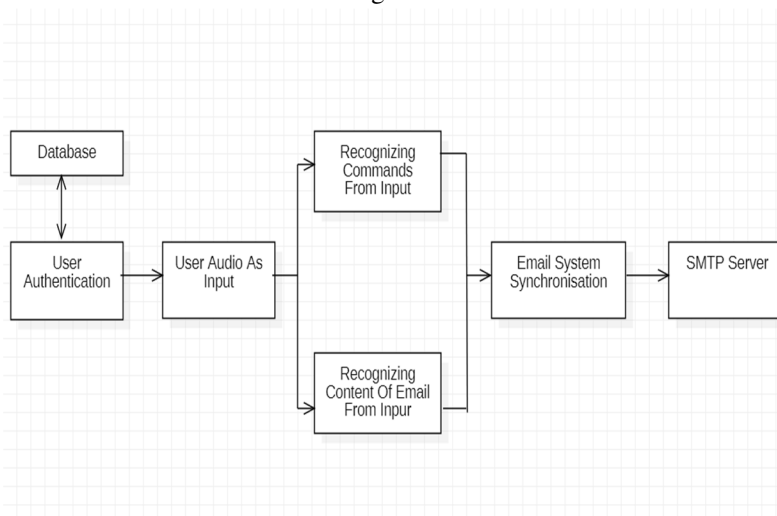 Database
User
Authentication
User Audio As
Input
Recognizing
Commands
From Input
Recognizing
Content Of Email
From Inpur
Email System
Synchronisation
SMTP Server